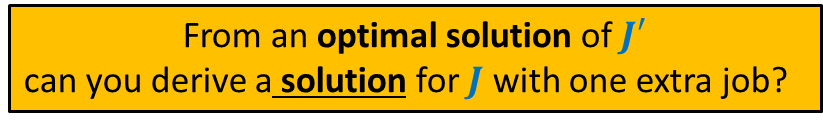 From an optimal solution of J′
can you derive a solution for J with one extra job?